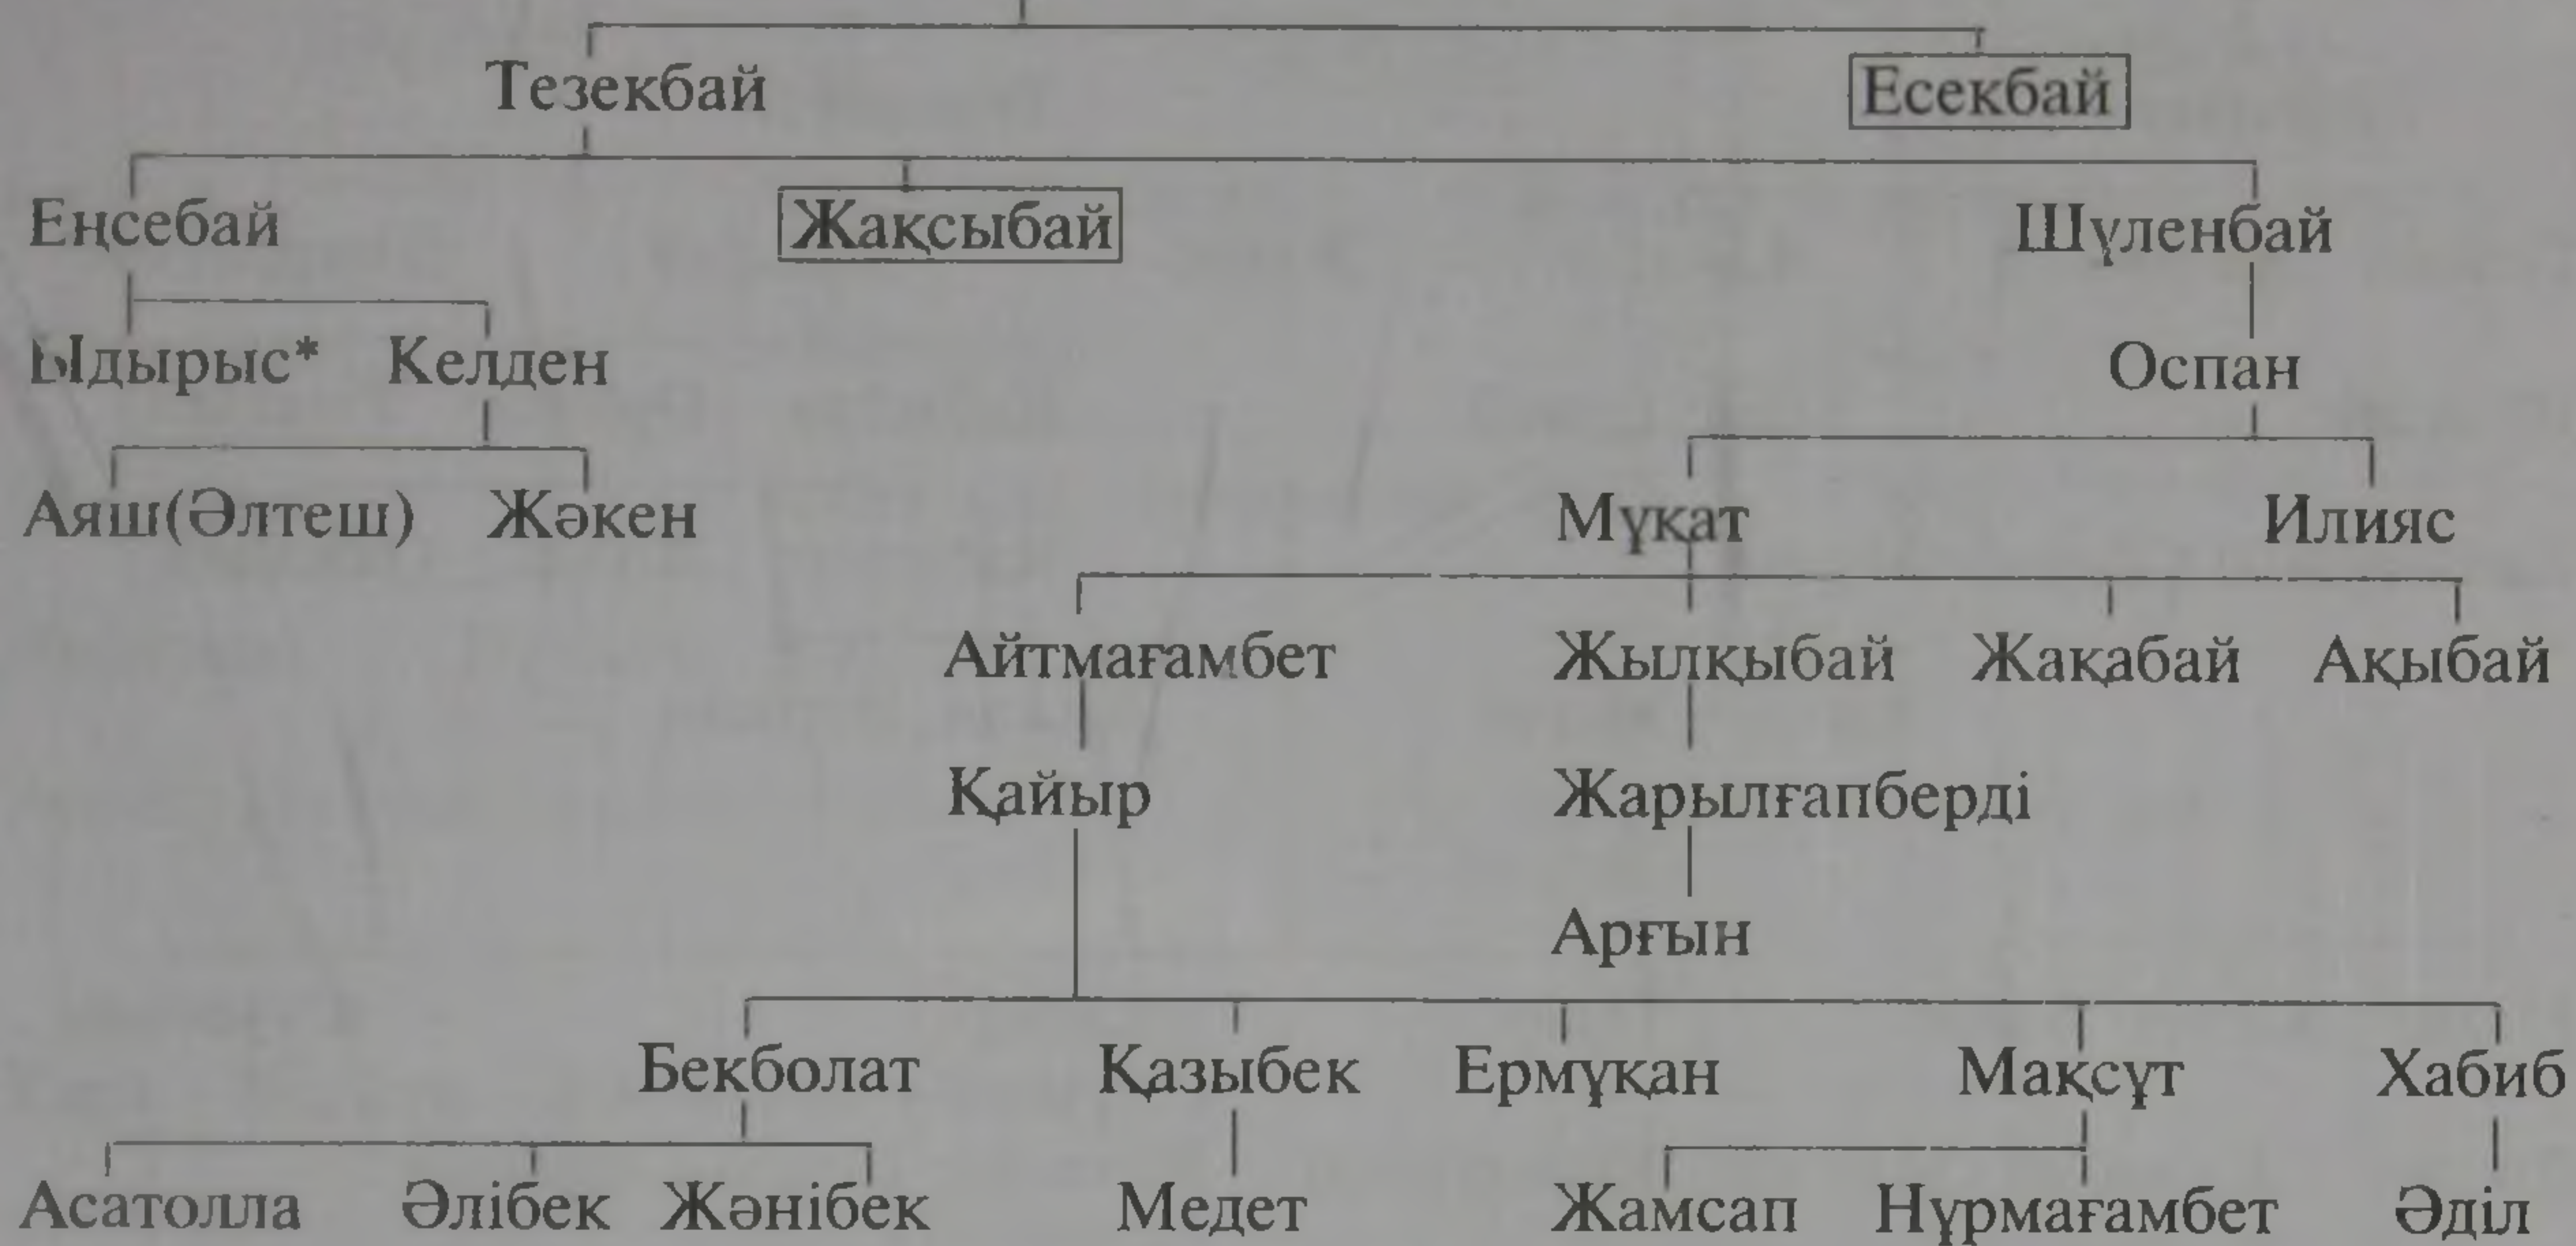 Тезекбай Есекбай
Еңсебай Жақсыбай Шүленбай
Ыдырыс* Келден Оспан
Аяш(Әлтеш) Жәкен Мұқат Илияс
Айтмағамбет Жылқыбай Жақабай Ақыбай
Қайыр Жарылғапберді
Арғын
Бекболат Қазыбек Ермұқан Мақсұт Хабиб
Асатолла Әлібек Жәнібек Медет Жамсап Нұрмағамбет Әділ